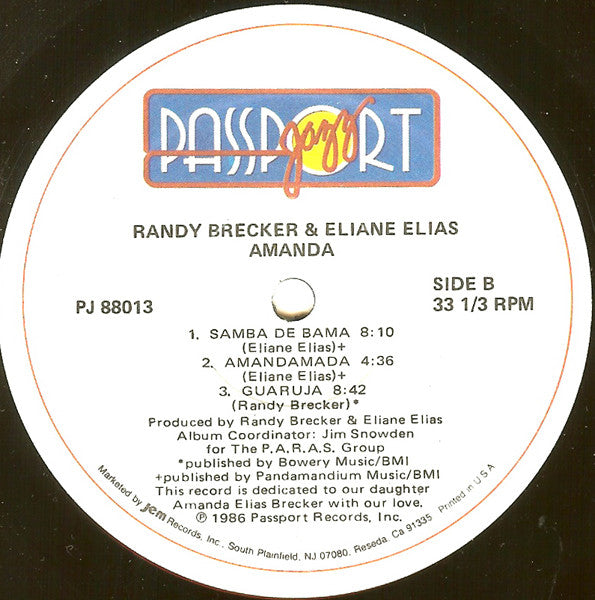 PASSPORT
jazz
RANDY BRECKER & ELIANE ELIAS
AMANDA
PJ 88013
SIDE B
33 1/3 RPM
1. SAMBA DE BAMA 8:10
(Eliane Elias)+
2. AMANDAMADA 4:36
(Eliane Elias)+
3. GUARUJA 8:42
(Randy Brecker)*
Produced by Randy Brecker & Eliane Elias
Album Coordinator: Jim Snowden
for The P.A.R.A.S. Group
*published by Bowery Music/BMI
+published by Pandamandium Music/BMI
This record is dedicated to our daughter
Amanda Elias Brecker with our love.
℗ 1986 Passport Records, Inc.
Marketed by jem Records, Inc., South Plainfield, NJ 07080, Reseda, CA 91335 Printed in U.S.A